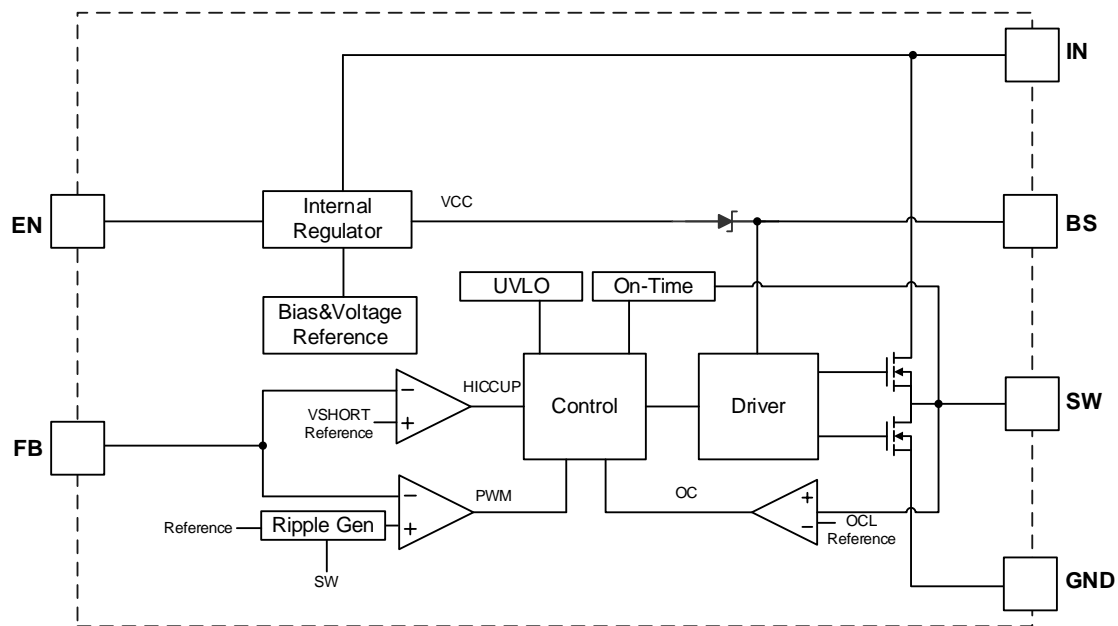 IN
EN
Internal
Regulator
VCC
BS
UVLO
On-Time
Bias&Voltage
Reference
HICCUP
−
+
VSHORT
Reference
Control
Driver
SW
FB
PWM
−
+
Reference
Ripple Gen
SW
OC
+
−
OCL
Reference
GND